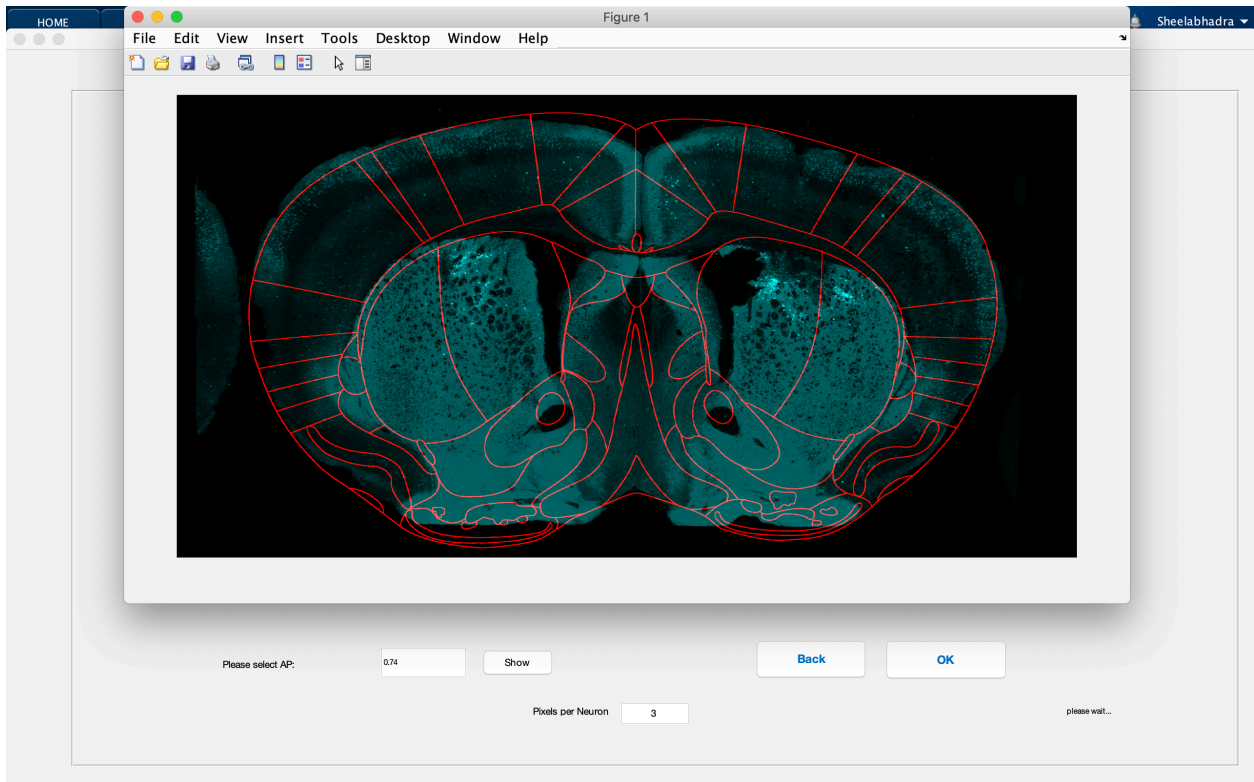 HOME
Figure 1
Sheelabhadra
File Edit View Insert Tools Desktop Window Help
Please select AP:
0.74
Show
Back
OK
Pixels per Neuron
3
please wait...